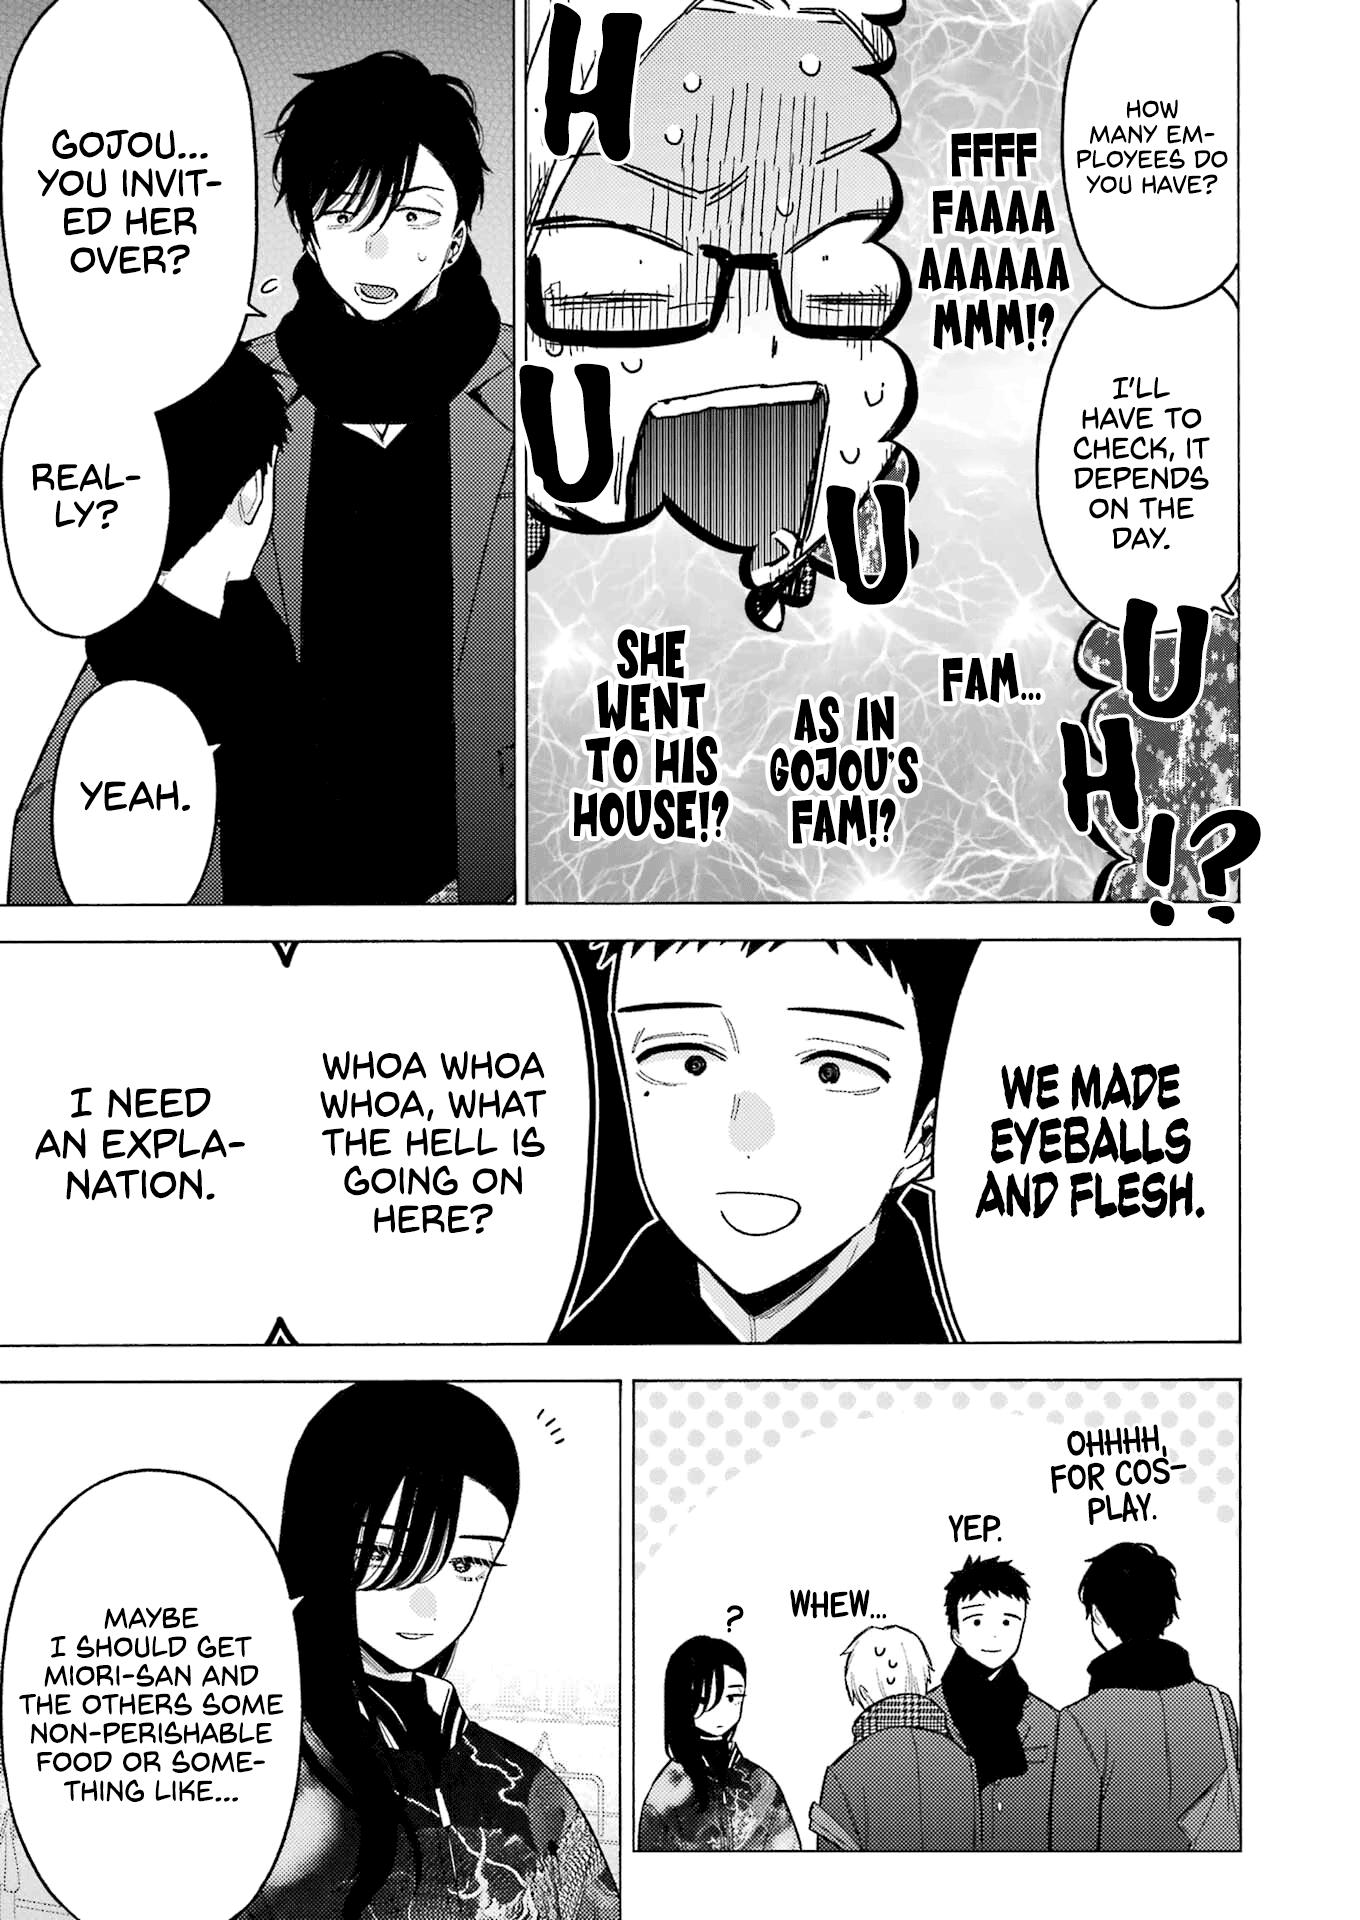 HOW
MANY EM-
PLOYEES DO
YOU HAVE?
I'LL
HAVE TO
CHECK, IT
DEPENDS
ON THE
DAY.
FFFF
FAAAA
AAAAAA
MMM!?
HUUUUH!?
FAM...
AS IN
GOJOU'S
FAM!?
SHE
WENT
TO HIS
HOUSE!?
GOJOU...
YOU INVIT-
ED HER
OVER?
REAL-
LY?
YEAH.
WE MADE
EYEBALLS
AND FLESH.
WHOA WHOA
WHOA, WHAT
THE HELL IS
GOING ON
HERE?
I NEED
AN EXPLA-
NATION.
OHHHH,
FOR COS-
PLAY.
YEP.
WHEW...
?
MAYBE
I SHOULD GET
MIORI-SAN AND
THE OTHERS SOME
NON-PERISHABLE
FOOD OR SOME-
THING LIKE...